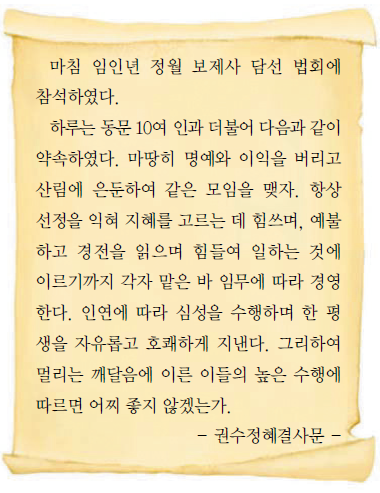 마침 임인년 정월 보제사 담선 법회에
참석하였다.
하루는 동문 10여 인과 더불어 다음과 같이
약속하였다. 마땅히 명예와 이익을 버리고
산림에 은둔하여 같은 모임을 맺자. 항상
선정을 익혀 지혜를 고르는 데 힘쓰며, 예불
하고 경전을 읽으며 힘들여 일하는 것에
이르기까지 각자 맡은 바 임무에 따라 경영
한다. 인연에 따라 심성을 수행하며 한 평
생을 자유롭고 호쾌하게 지낸다. 그리하여
멀리는 깨달음에 이른 이들의 높은 수행에
따르면 어찌 좋지 않겠는가.
- 권수정혜결사문 -